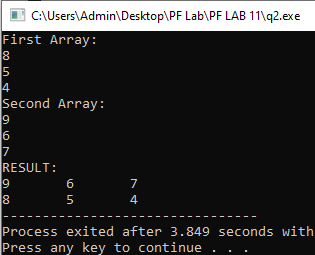 C:\Users\Admin\Desktop\PF Lab\PF LAB 11\q2.exe
First Array:
8
5
4
Second Array:
9
6
7
RESULT:
9 6 7
8 5 4
--------------------------------
Process exited after 3.849 seconds with
Press any key to continue . . .